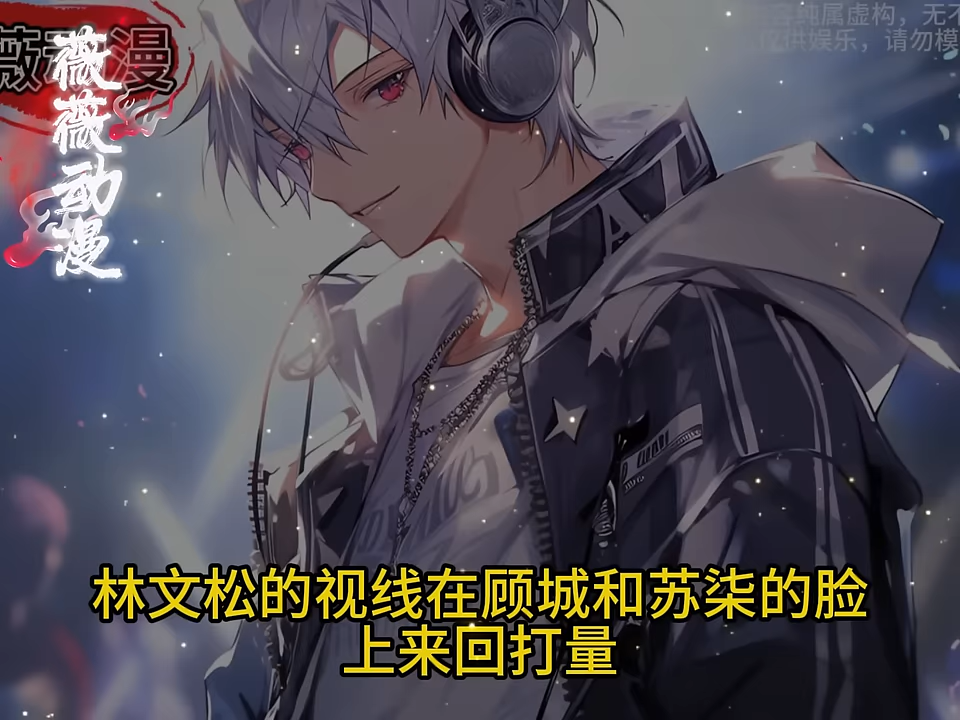 薇动漫
薇薇动漫
容纯属虚构，无不
仅供娱乐，请勿模
林文松的视线在顾城和苏柒的脸
上来回打量